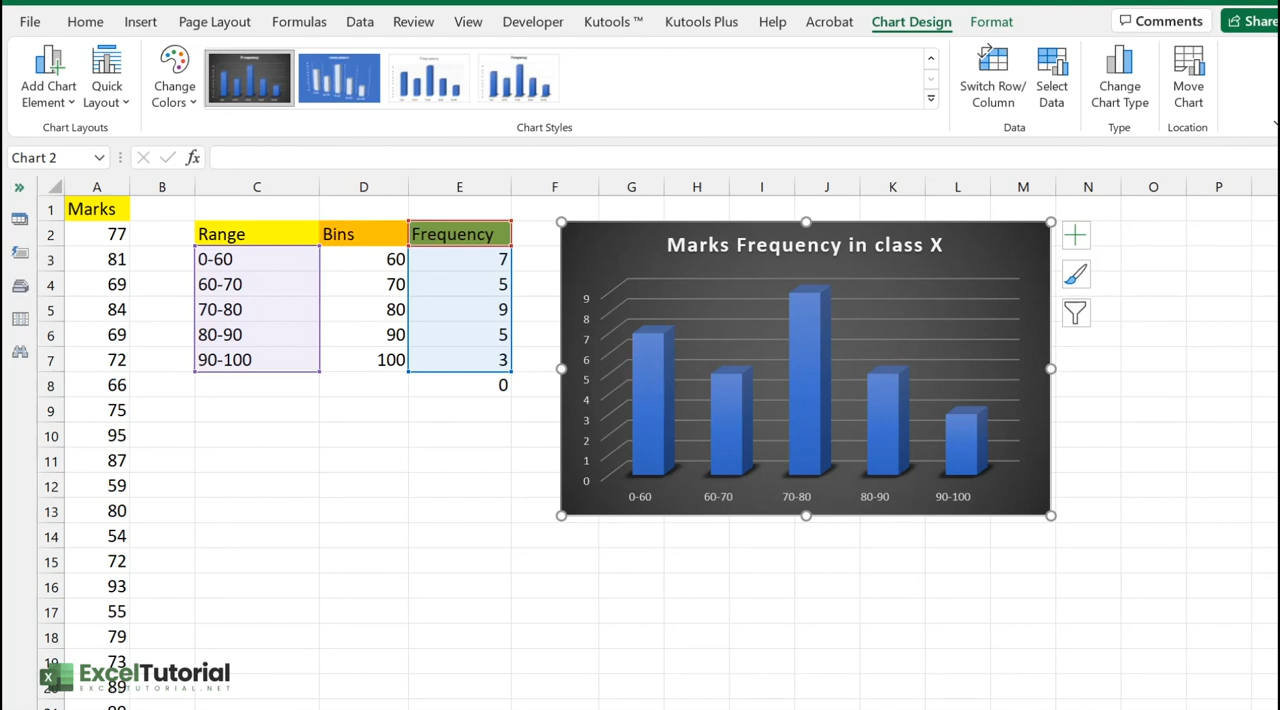 File Home Insert Page Layout Formulas Data Review View Developer Kutools ™ Kutools Plus Help Acrobat Chart Design Format Comments Share
Add Chart Element Quick Layout Change Colors Switch Row/ Column Select Data Change Chart Type Move Chart
Chart Layouts Chart Styles Data Type Location
Chart 2 fx
A B C D E F G H I J K L M N O P
1 Marks
2 77 Range Bins Frequency
3 81 0-60 60 7
4 69 60-70 70 5
5 84 70-80 80 9
6 69 80-90 90 5
7 72 90-100 100 3
8 66 0
9 75
10 95
11 87
12 59
13 80
14 54
15 72
16 93
17 55
18 79
19 73
20 89
Marks Frequency in class X
9
8
7
6
5
4
3
2
1
0
0-60 60-70 70-80 80-90 90-100
ExcelTutorial
EXCELTUTORIAL.NET